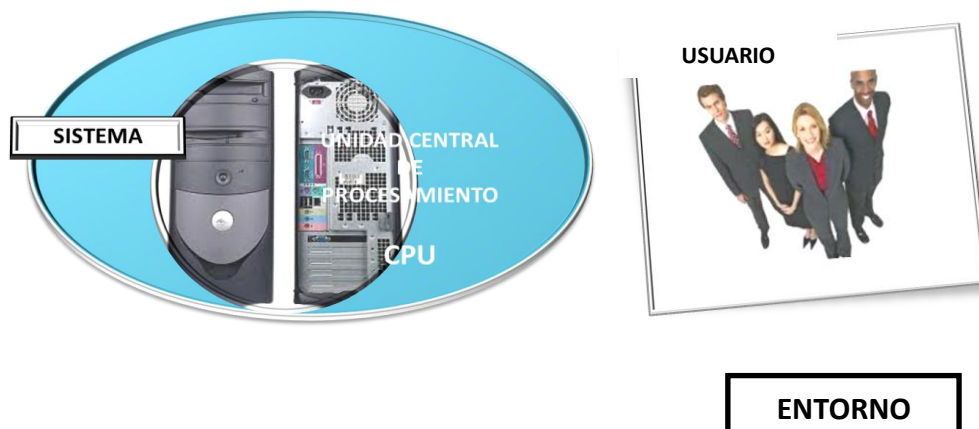 USUARIO
SISTEMA
UNIDAD CENTRAL
DE
PROCESAMIENTO
CPU
ENTORNO